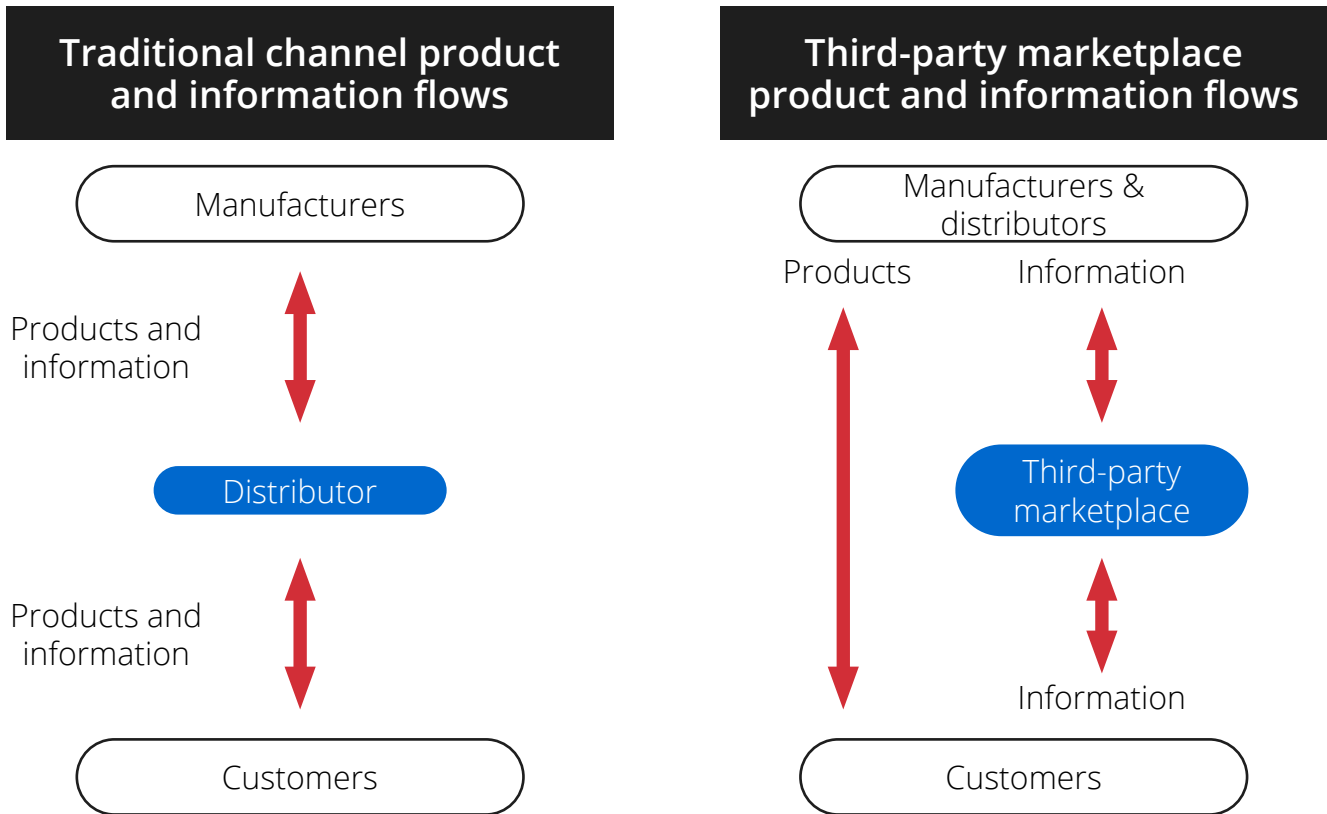 Traditional channel product
and information flows
Manufacturers
Products and
information
Distributor
Products and
information
Customers
Third-party marketplace
product and information flows
Manufacturers &
distributors
Products
Information
Third-party
marketplace
Information
Customers